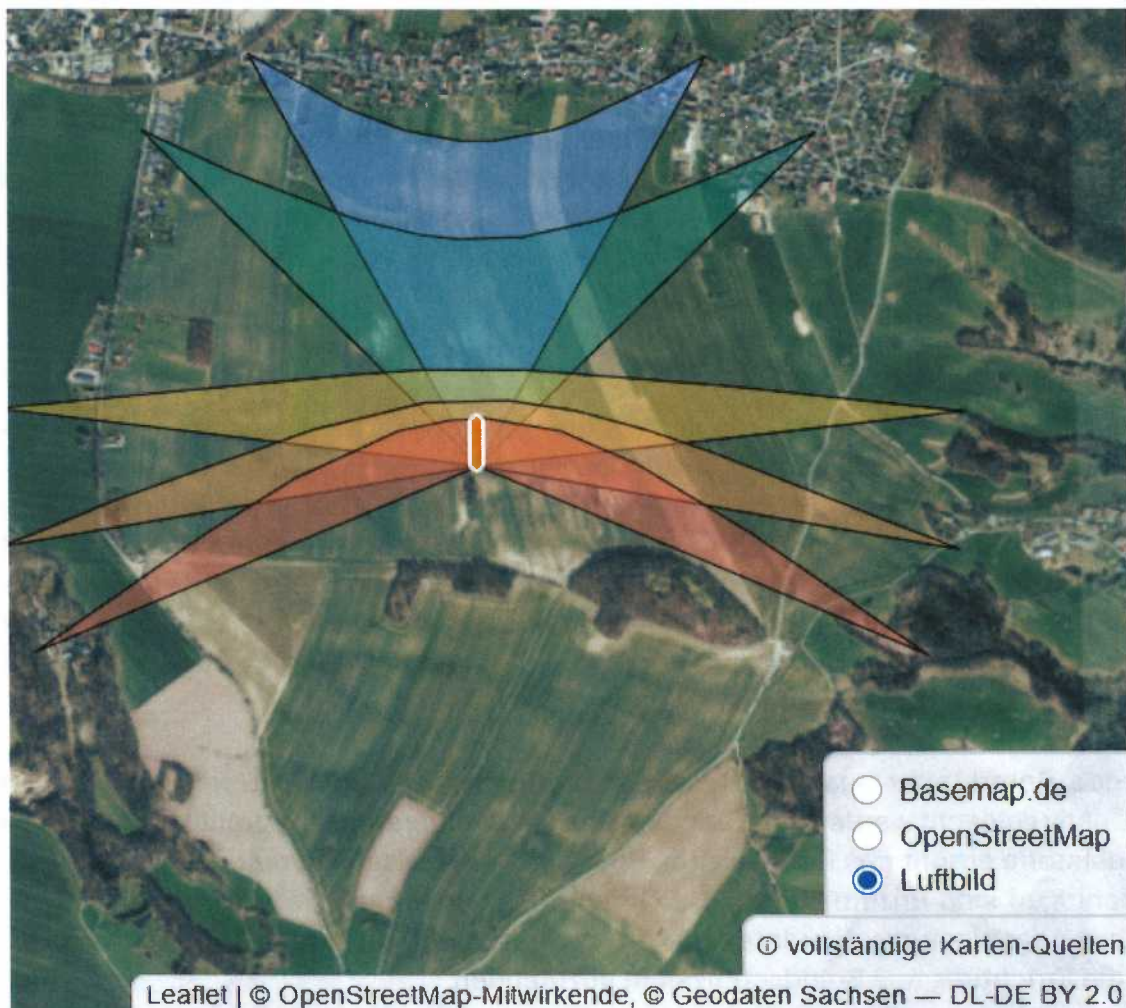 Basemap.de
OpenStreetMap
Luftbild
ⓘ vollständige Karten-Quellen
Leaflet | © OpenStreetMap-Mitwirkende, © Geodaten Sachsen — DL-DE BY 2.0